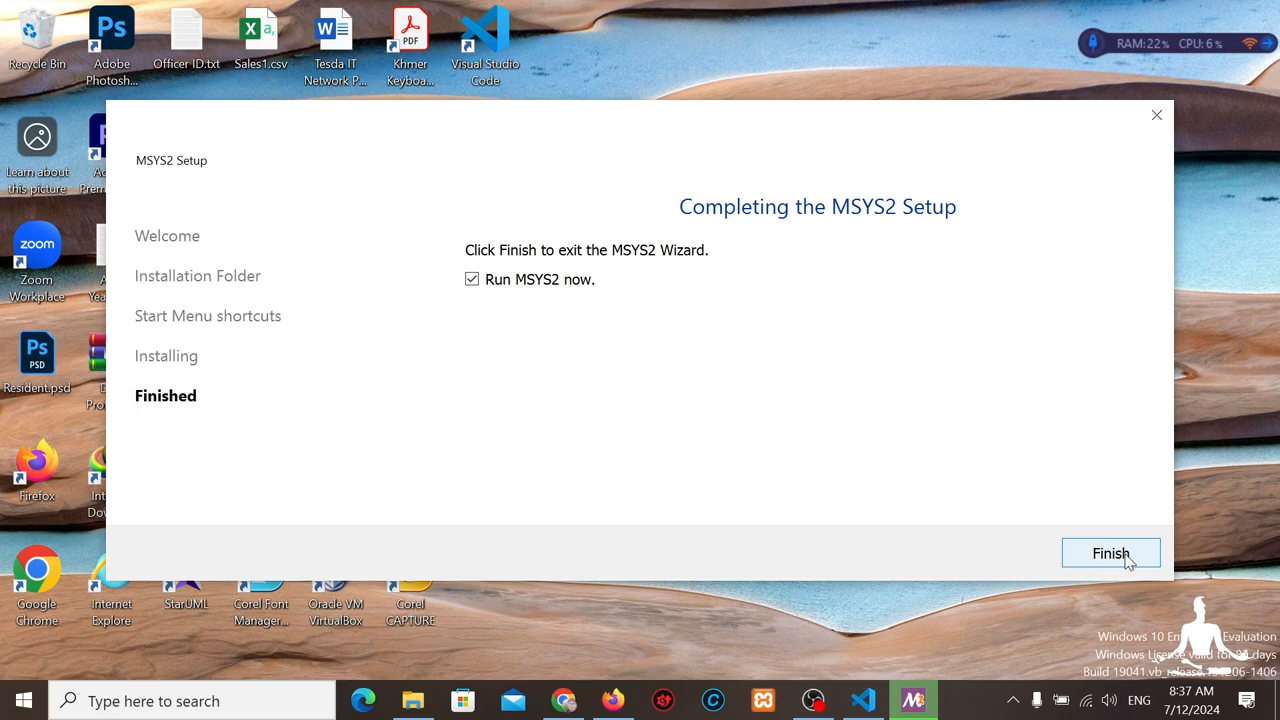 Recycle Bin
Adobe
Photosh...
Officer ID.txt
Sales1.csv
Tesda IT
Network P...
Khmer
Keyboa...
Visual Studio
Code
RAM:22% CPU: 6%
Learn about
this picture
MSYS2 Setup
Completing the MSYS2 Setup
Welcome
Click Finish to exit the MSYS2 Wizard.
Installation Folder
Run MSYS2 now.
Start Menu shortcuts
Installing
Finished
zoom
Zoom
Workplace
Ps
PSD
Resident.psd
Firefox
Finish
Google
Chrome
Internet
Explore
StarUML
Corel Font
Manager...
Oracle VM
VirtualBox
Corel
CAPTURE
Type here to search
ENG
8:37 AM
7/12/2024